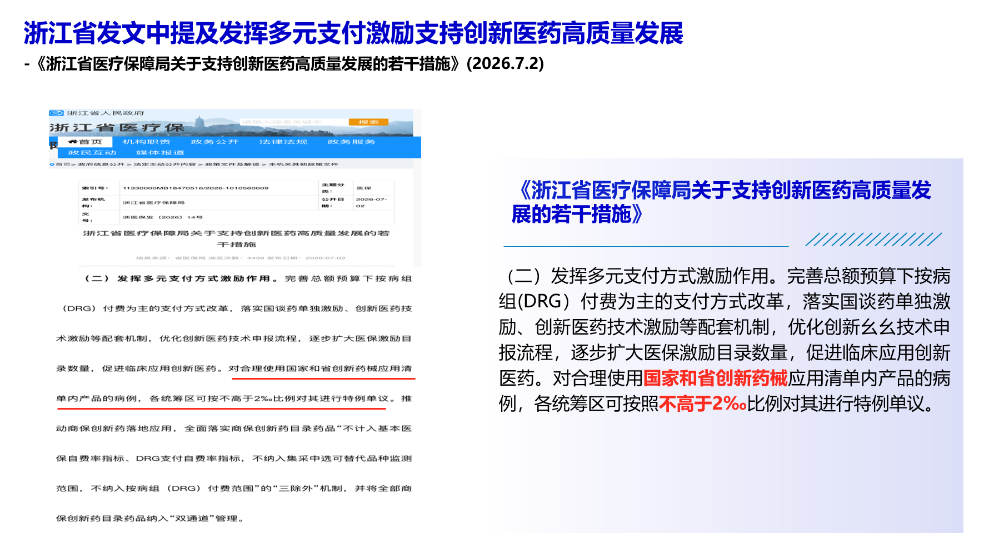 浙江省发文中提及发挥多元支付激励支持创新医药高质量发展
-《浙江省医疗保障局关于支持创新医药高质量发展的若干措施》(2026.7.2)
浙江省人民政府
浙江省医疗保
请输入搜索关键字 搜索
首页 机构职责 政务公开 法律法规 政务服务
政民互动 媒体报道
首页> 政府信息公开 > 法定主动公开内容 > 政策文件及解读 > 本机关其他政策文件
索引号： 11330000MB18470516/2026-1010560009 主题分类： 医保
发布机构： 浙江省医疗保障局 公开日期： 2026-07-02
文号： 浙医保发〔2026〕14号
浙江省医疗保障局关于支持创新医药高质量发展的若
干措施
信息来源： 省医保局 浏览次数： 4439 发布日期： 2026-07-02
（二）发挥多元支付方式激励作用。完善总额预算下按病组
（DRG）付费为主的支付方式改革，落实国谈药单独激励、创新医药技
术激励等配套机制，优化创新医药技术申报流程，逐步扩大医保激励目
录数量，促进临床应用创新医药。对合理使用国家和省创新药械应用清
单内产品的病例，各统筹区可按不高于2‰比例对其进行特例单议。推
动商保创新药落地应用，全面落实商保创新药目录药品“不计入基本医
保自费率指标、DRG支付自费率指标，不纳入集采中选可替代品种监测
范围，不纳入按病组（DRG）付费范围”的“三除外”机制，并将全部商
保创新药目录药品纳入“双通道”管理。
《浙江省医疗保障局关于支持创新医药高质量发
展的若干措施》
（二）发挥多元支付方式激励作用。完善总额预算下按病
组(DRG）付费为主的支付方式改革，落实国谈药单独激
励、创新医药技术激励等配套机制，优化创新幺幺技术申
报流程，逐步扩大医保激励目录数量，促进临床应用创新
医药。对合理使用国家和省创新药械应用清单内产品的病
例，各统筹区可按照不高于2‰比例对其进行特例单议。